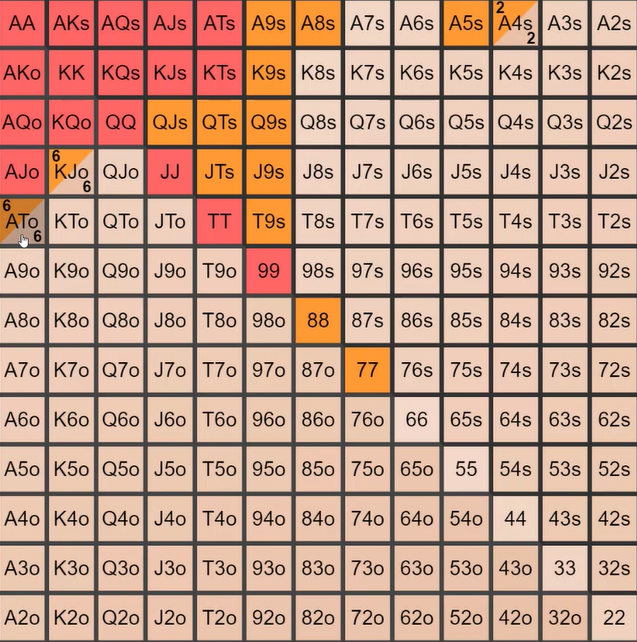 AA AKs AQs AJs ATs A9s A8s A7s A6s A5s 2 A4s 2 A3s A2s
AKo KK KQs KJs KTs K9s K8s K7s K6s K5s K4s K3s K2s
AQo KQo QQ QJs QTs Q9s Q8s Q7s Q6s Q5s Q4s Q3s Q2s
AJo 6 KJo 6 QJo JJ JTs J9s J8s J7s J6s J5s J4s J3s J2s
6 ATo 6 KTo QTo JTo TT T9s T8s T7s T6s T5s T4s T3s T2s
A9o K9o Q9o J9o T9o 99 98s 97s 96s 95s 94s 93s 92s
A8o K8o Q8o J8o T8o 98o 88 87s 86s 85s 84s 83s 82s
A7o K7o Q7o J7o T7o 97o 87o 77 76s 75s 74s 73s 72s
A6o K6o Q6o J6o T6o 96o 86o 76o 66 65s 64s 63s 62s
A5o K5o Q5o J5o T5o 95o 85o 75o 65o 55 54s 53s 52s
A4o K4o Q4o J4o T4o 94o 84o 74o 64o 54o 44 43s 42s
A3o K3o Q3o J3o T3o 93o 83o 73o 63o 53o 43o 33 32s
A2o K2o Q2o J2o T2o 92o 82o 72o 62o 52o 42o 32o 22